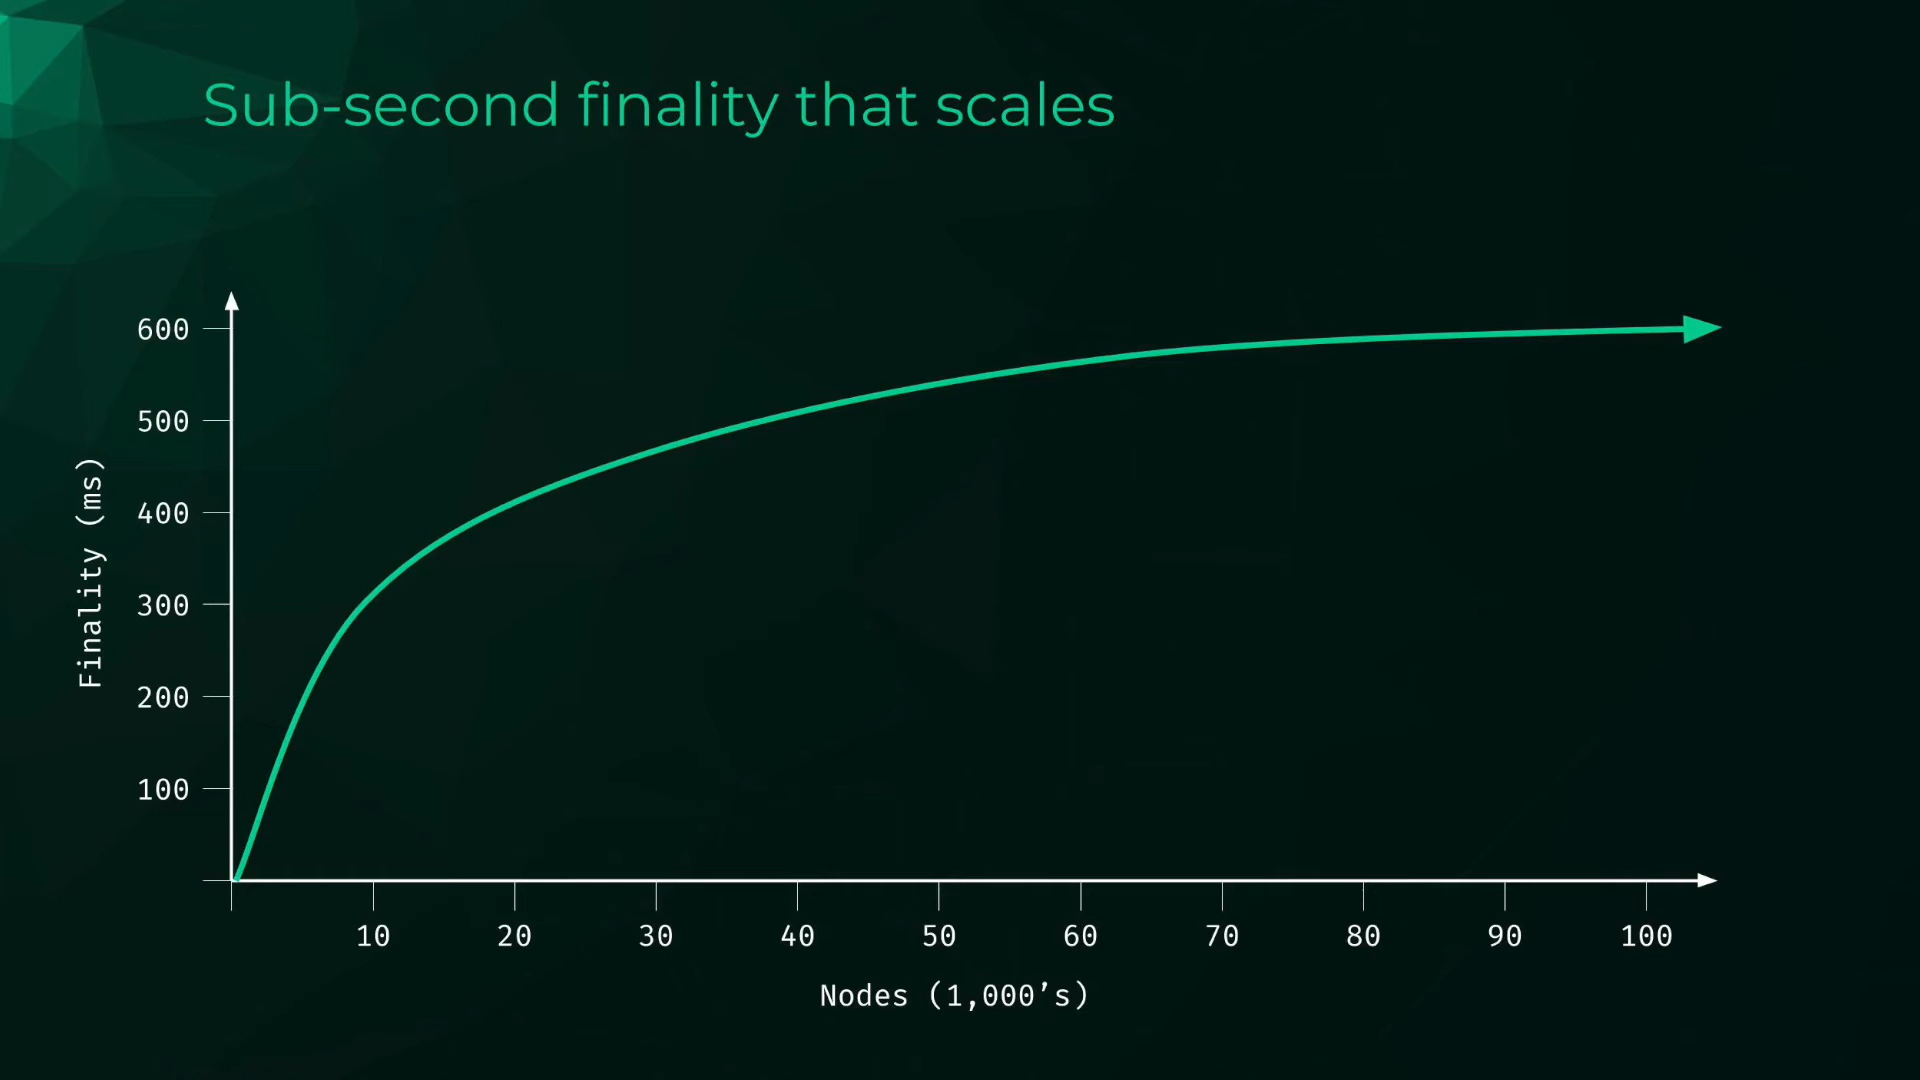 Sub-second finality that scales
Finality (ms)
600
500
400
300
200
100
10 20 30 40 50 60 70 80 90 100
Nodes (1,000’s)